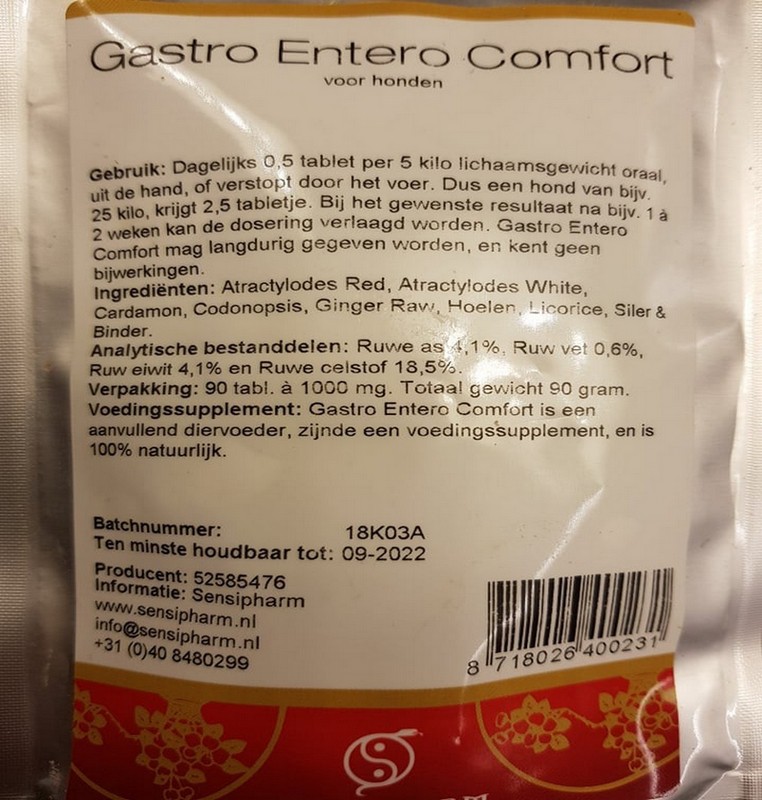 Gastro Entero Comfort
voor honden
Gebruik: Dagelijks 0,5 tablet per 5 kilo lichaamsgewicht oraal,
uit de hand, of verstopt door het voer. Dus een hond van bijv.
25 kilo, krijgt 2,5 tabletje. Bij het gewenste resultaat na bijv. 1 à
2 weken kan de dosering verlaagd worden. Gastro Entero
Comfort mag langdurig gegeven worden, en kent geen
bijwerkingen.
Ingrediënten: Atractylodes Red, Atractylodes White,
Cardamon, Codonopsis, Ginger Raw, Hoelen, Licorice, Siler &
Binder.
Analytische bestanddelen: Ruwe as 4,1%, Ruw vet 0,6%,
Ruw eiwit 4,1% en Ruwe celstof 18,5%.
Verpakking: 90 tabl. à 1000 mg. Totaal gewicht 90 gram.
Voedingssupplement: Gastro Entero Comfort is een
aanvullend diervoeder, zijnde een voedingssupplement, en is
100% natuurlijk.
Batchnummer: 18K03A
Ten minste houdbaar tot: 09-2022
Producent: 52585476
Informatie: Sensipharm
www.sensipharm.nl
info@sensipharm.nl
+31 (0)40 8480299
8 718026 400231